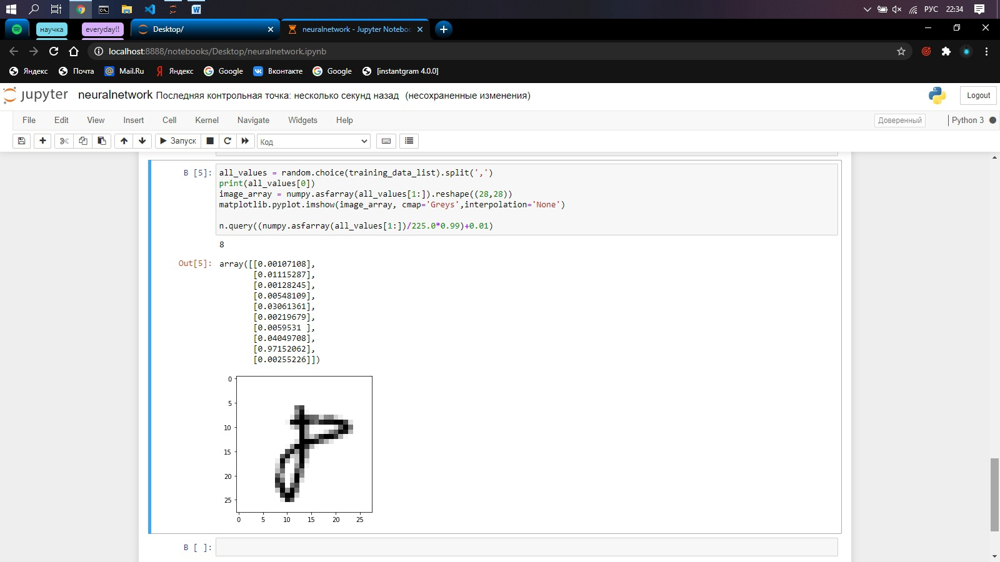 РУС 22:34
научка everyday!! Desktop/ neuralnetwork - Jupyter Noteboo
localhost:8888/notebooks/Desktop/neuralnetwork.ipynb
Яндекс Почта Mail.Ru Яндекс Google Вконтакте Google [instantgram 4.0.0]
jupyter neuralnetwork Последняя контрольная точка: несколько секунд назад (несохраненные изменения) Logout
File Edit View Insert Cell Kernel Navigate Widgets Help Доверенный Python 3
Запуск Код
В [5]: all_values = random.choice(training_data_list).split(',')
print(all_values[0])
image_array = numpy.asfarray(all_values[1:]).reshape((28,28))
matplotlib.pyplot.imshow(image_array, cmap='Greys',interpolation='None')
n.query((numpy.asfarray(all_values[1:])/225.0*0.99)+0.01)
8
Out[5]: array([[0.00107108],
[0.01115287],
[0.00128245],
[0.00548109],
[0.03061361],
[0.00219679],
[0.0059531 ],
[0.04049708],
[0.97152062],
[0.00255226]])
0
5
10
15
20
25
0 5 10 15 20 25
В [ ]: